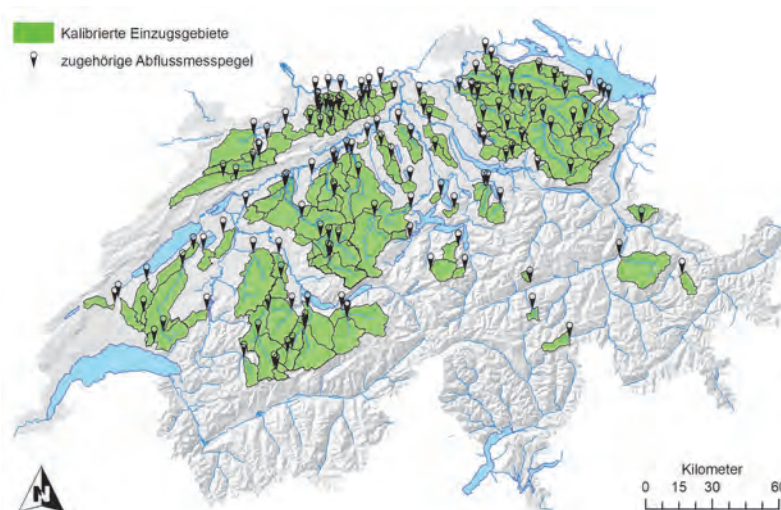 Kalibrierte Einzugsgebiete
zugehörige Abflussmesspegel
N
Kilometer
0 15 30 60